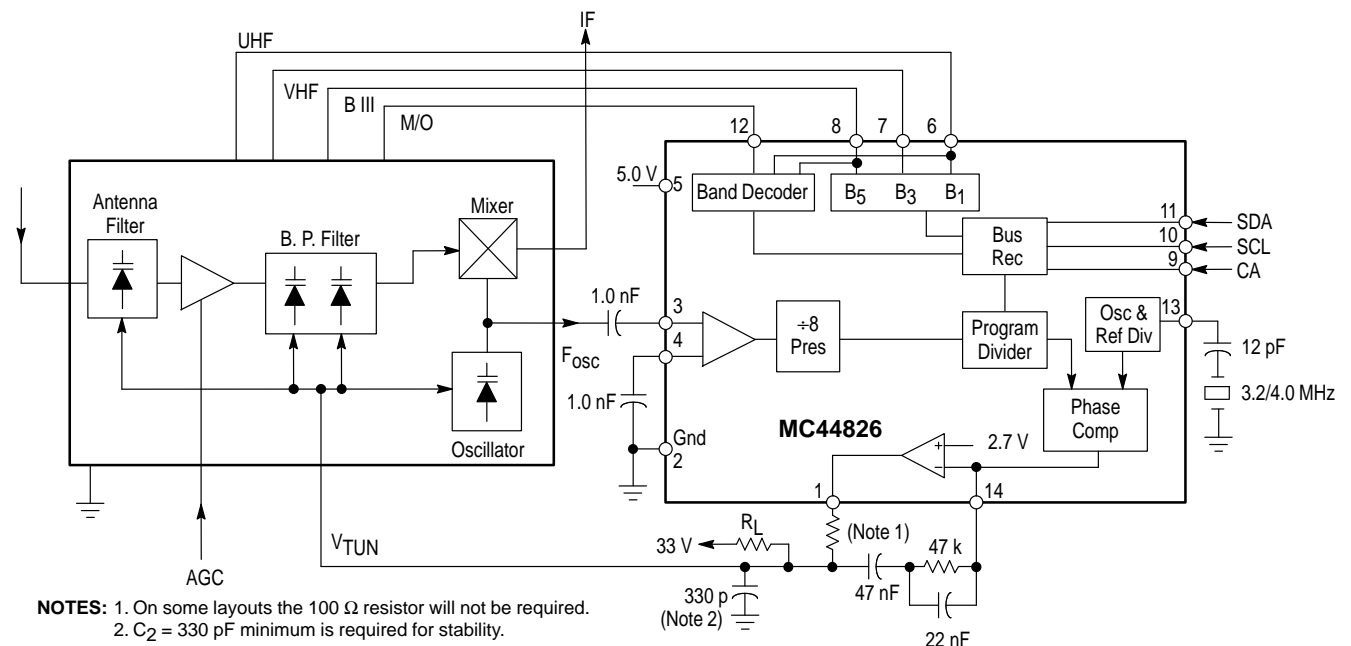 IF
UHF
VHF
B III
M/O
12
8
7
6
5.0 V
5
Band Decoder
B5
B3
B1
Antenna
Filter
B. P. Filter
Mixer
Bus
Rec
11
SDA
10
SCL
9
CA
1.0 nF
3
4
÷8
Pres
Program
Divider
Osc &
Ref Div
13
12 pF
3.2/4.0 MHz
Fosc
1.0 nF
Phase
Comp
Gnd
2
MC44826
2.7 V
+
–
Oscillator
1
14
(Note 1)
VTUN
33 V
RL
47 k
47 nF
330 p
(Note 2)
22 nF
AGC
NOTES: 1. On some layouts the 100 Ω resistor will not be required.
2. C2 = 330 pF minimum is required for stability.